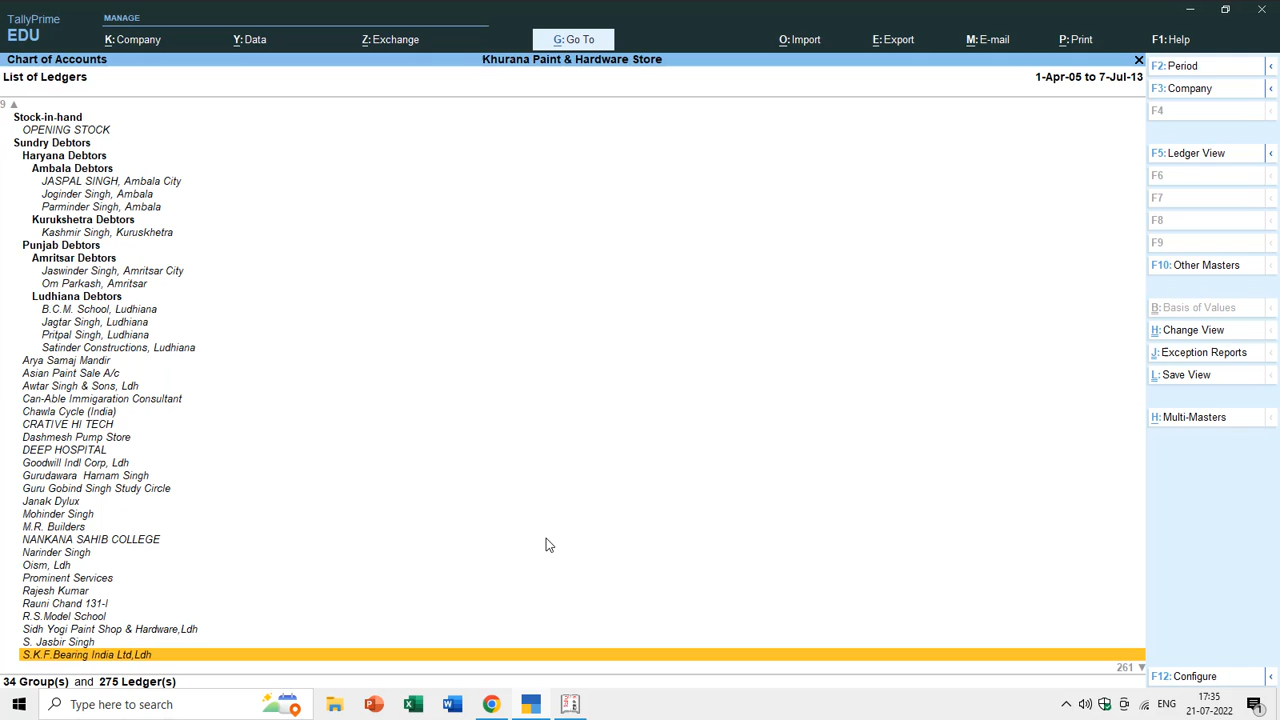 TallyPrime
EDU
MANAGE
K: Company
Y: Data
Z: Exchange
G: Go To
O: Import
E: Export
M: E-mail
P: Print
F1: Help
Chart of Accounts
Khurana Paint & Hardware Store
List of Ledgers
1-Apr-05 to 7-Jul-13
9
Stock-in-hand
OPENING STOCK
Sundry Debtors
Haryana Debtors
Ambala Debtors
JASPAL SINGH, Ambala City
Joginder Singh, Ambala
Parminder Singh, Ambala
Kurukshetra Debtors
Kashmir Singh, Kuruskhetra
Punjab Debtors
Amritsar Debtors
Jaswinder Singh, Amritsar City
Om Parkash, Amritsar
Ludhiana Debtors
B.C.M. School, Ludhiana
Jagtar Singh, Ludhiana
Pritpal Singh, Ludhiana
Satinder Constructions, Ludhiana
Arya Samaj Mandir
Asian Paint Sale A/c
Awtar Singh & Sons, Ldh
Can-Able Immigaration Consultant
Chawla Cycle (India)
CRATIVE HI TECH
Dashmesh Pump Store
DEEP HOSPITAL
Goodwill Indl Corp, Ldh
Gurudawara Harnam Singh
Guru Gobind Singh Study Circle
Janak Dylux
Mohinder Singh
M.R. Builders
NANKANA SAHIB COLLEGE
Narinder Singh
Oism, Ldh
Prominent Services
Rajesh Kumar
Rauni Chand 131-I
R.S.Model School
Sidh Yogi Paint Shop & Hardware,Ldh
S. Jasbir Singh
S.K.F.Bearing India Ltd,Ldh
261
34 Group(s) and 275 Ledger(s)
F2: Period
F3: Company
F4
F5: Ledger View
F6
F7
F8
F9
F10: Other Masters
B: Basis of Values
H: Change View
J: Exception Reports
L: Save View
H: Multi-Masters
F12: Configure
Type here to search
ENG
17:35
21-07-2022
1